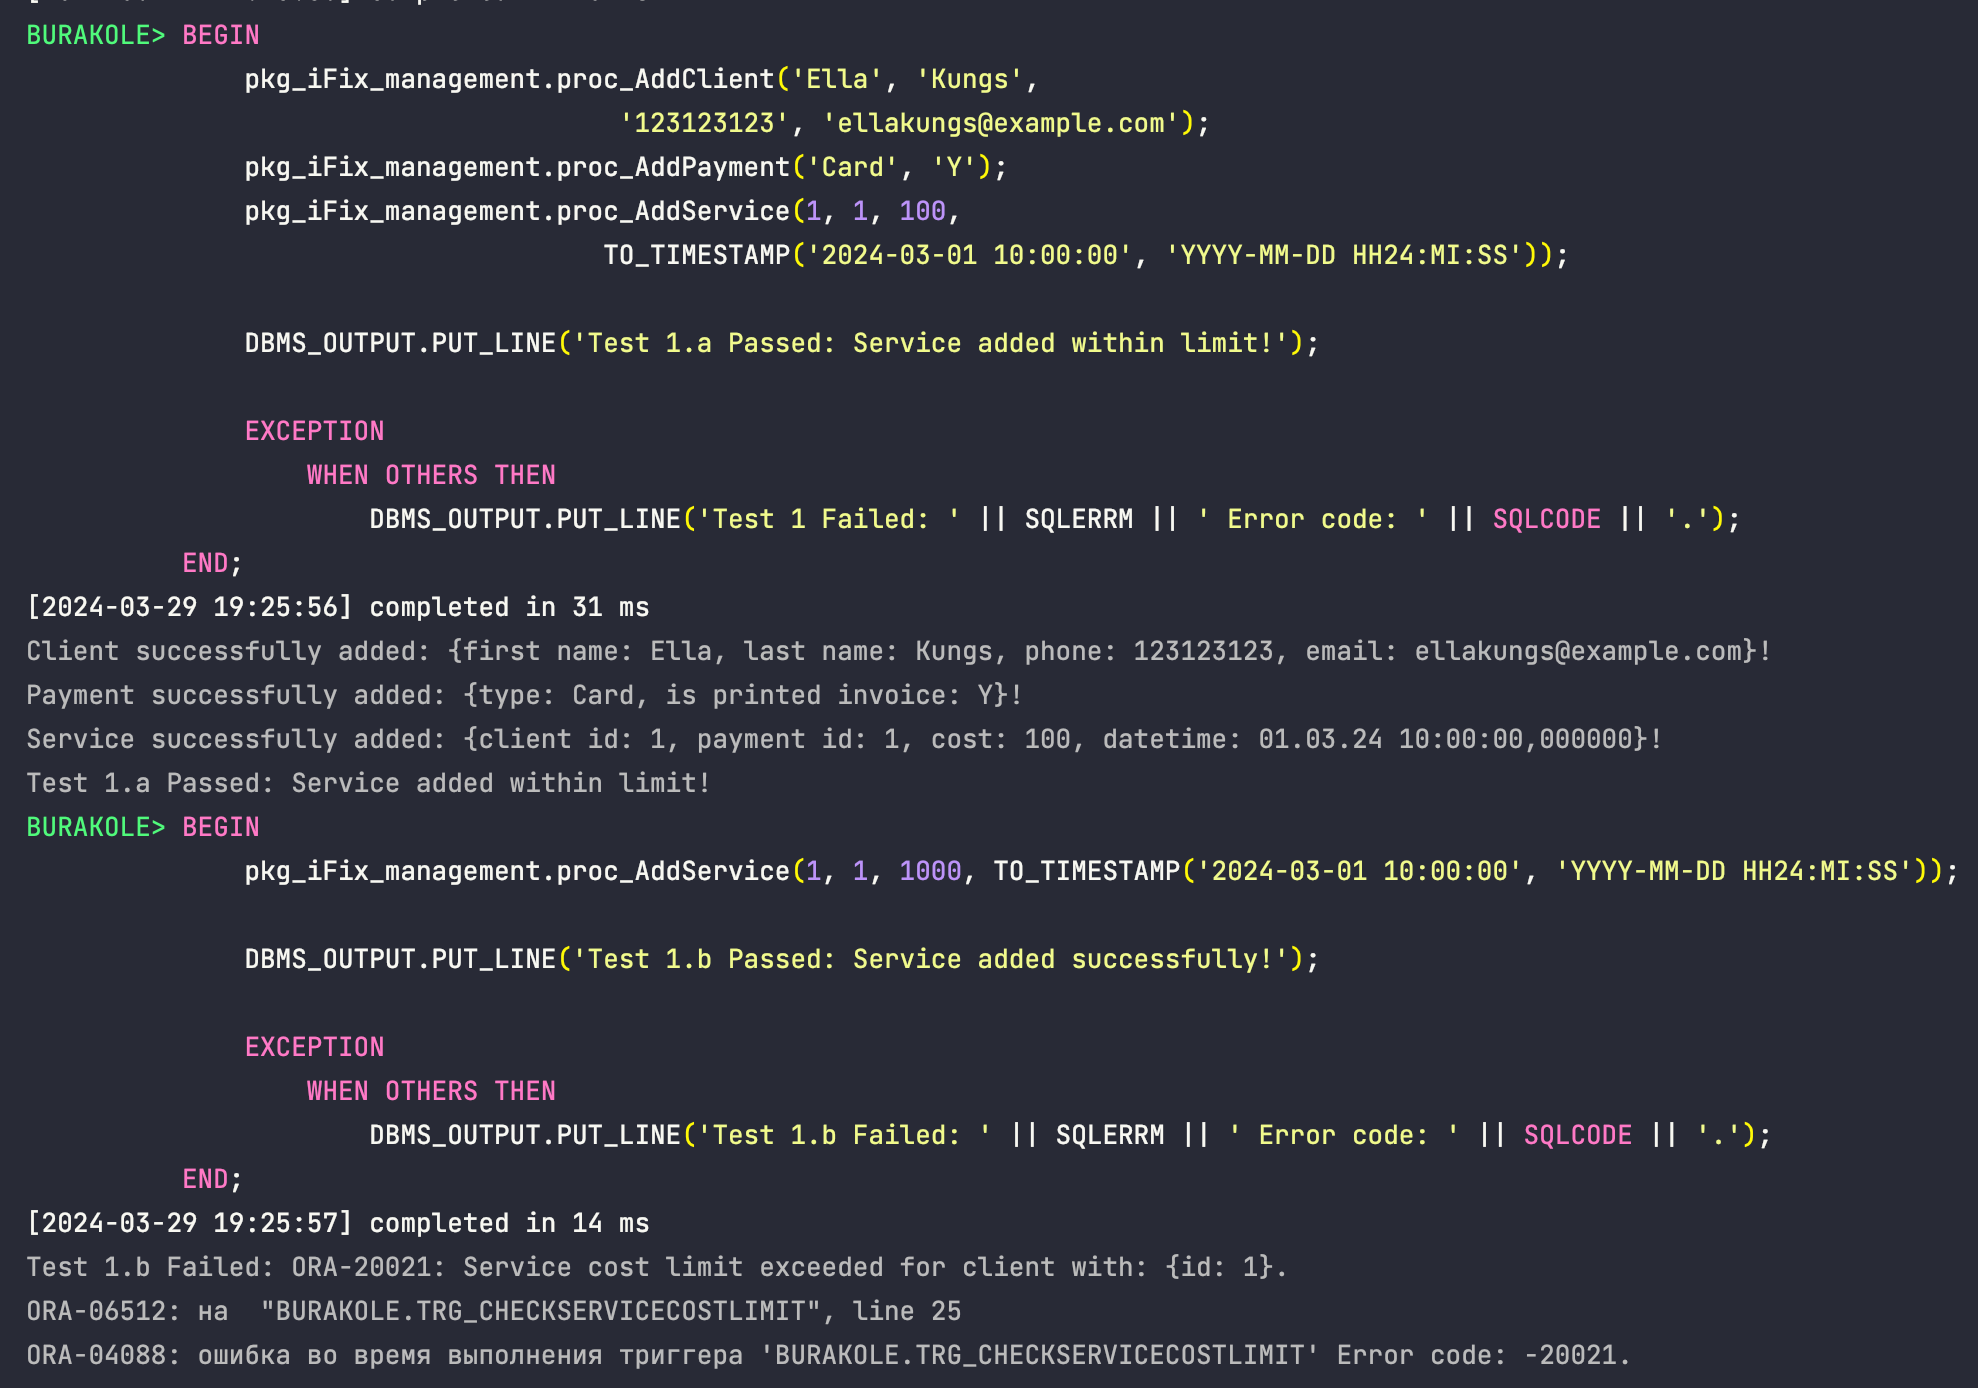 BURAKOLE> BEGIN
pkg_iFix_management.proc_AddClient('Ella', 'Kungs',
'123123123', 'ellakungs@example.com');
pkg_iFix_management.proc_AddPayment('Card', 'Y');
pkg_iFix_management.proc_AddService(1, 1, 100,
TO_TIMESTAMP('2024-03-01 10:00:00', 'YYYY-MM-DD HH24:MI:SS'));
DBMS_OUTPUT.PUT_LINE('Test 1.a Passed: Service added within limit!');
EXCEPTION
WHEN OTHERS THEN
DBMS_OUTPUT.PUT_LINE('Test 1 Failed: ' || SQLERRM || ' Error code: ' || SQLCODE || '.');
END;
[2024-03-29 19:25:56] completed in 31 ms
Client successfully added: {first name: Ella, last name: Kungs, phone: 123123123, email: ellakungs@example.com}!
Payment successfully added: {type: Card, is printed invoice: Y}!
Service successfully added: {client id: 1, payment id: 1, cost: 100, datetime: 01.03.24 10:00:00,000000}!
Test 1.a Passed: Service added within limit!
BURAKOLE> BEGIN
pkg_iFix_management.proc_AddService(1, 1, 1000, TO_TIMESTAMP('2024-03-01 10:00:00', 'YYYY-MM-DD HH24:MI:SS'));
DBMS_OUTPUT.PUT_LINE('Test 1.b Passed: Service added successfully!');
EXCEPTION
WHEN OTHERS THEN
DBMS_OUTPUT.PUT_LINE('Test 1.b Failed: ' || SQLERRM || ' Error code: ' || SQLCODE || '.');
END;
[2024-03-29 19:25:57] completed in 14 ms
Test 1.b Failed: ORA-20021: Service cost limit exceeded for client with: {id: 1}.
ORA-06512: на  "BURAKOLE.TRG_CHECKSERVICECOSTLIMIT", line 25
ORA-04088: ошибка во время выполнения триггера 'BURAKOLE.TRG_CHECKSERVICECOSTLIMIT' Error code: -20021.